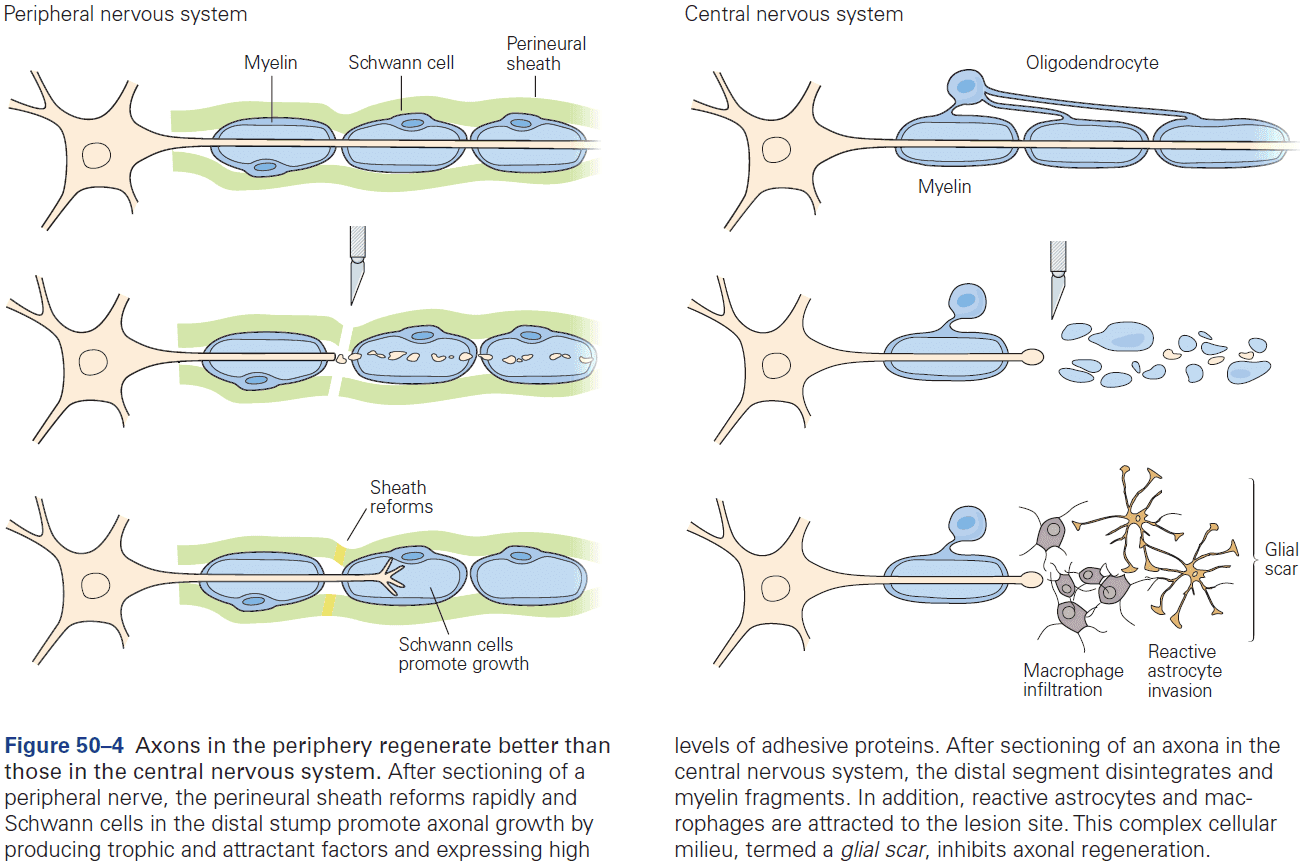 Peripheral nervous system
Myelin
Schwann cell
Perineural
sheath
Sheath
reforms
Schwann cells
promote growth
Central nervous system
Oligodendrocyte
Myelin
Macrophage
infiltration
Reactive
astrocyte
invasion
Glial
scar
Figure 50–4 Axons in the periphery regenerate better than
those in the central nervous system. After sectioning of a
peripheral nerve, the perineural sheath reforms rapidly and
Schwann cells in the distal stump promote axonal growth by
producing trophic and attractant factors and expressing high
levels of adhesive proteins. After sectioning of an axona in the
central nervous system, the distal segment disintegrates and
myelin fragments. In addition, reactive astrocytes and mac-
rophages are attracted to the lesion site. This complex cellular
milieu, termed a glial scar, inhibits axonal regeneration.